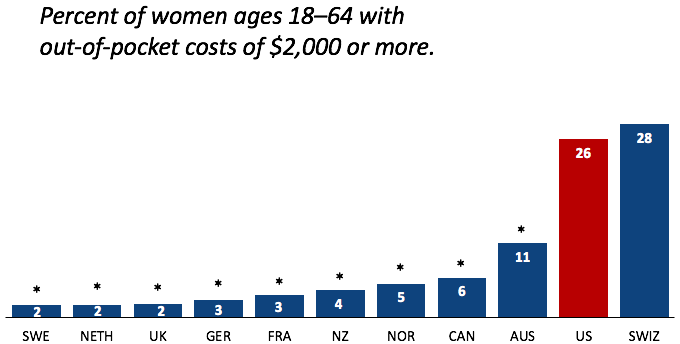 Percent of women ages 18–64 with
out-of-pocket costs of $2,000 or more.
* * * * * * * * *
2 2 2 3 3 4 5 6 11 26 28
SWE NETH UK GER FRA NZ NOR CAN AUS US SWIZ